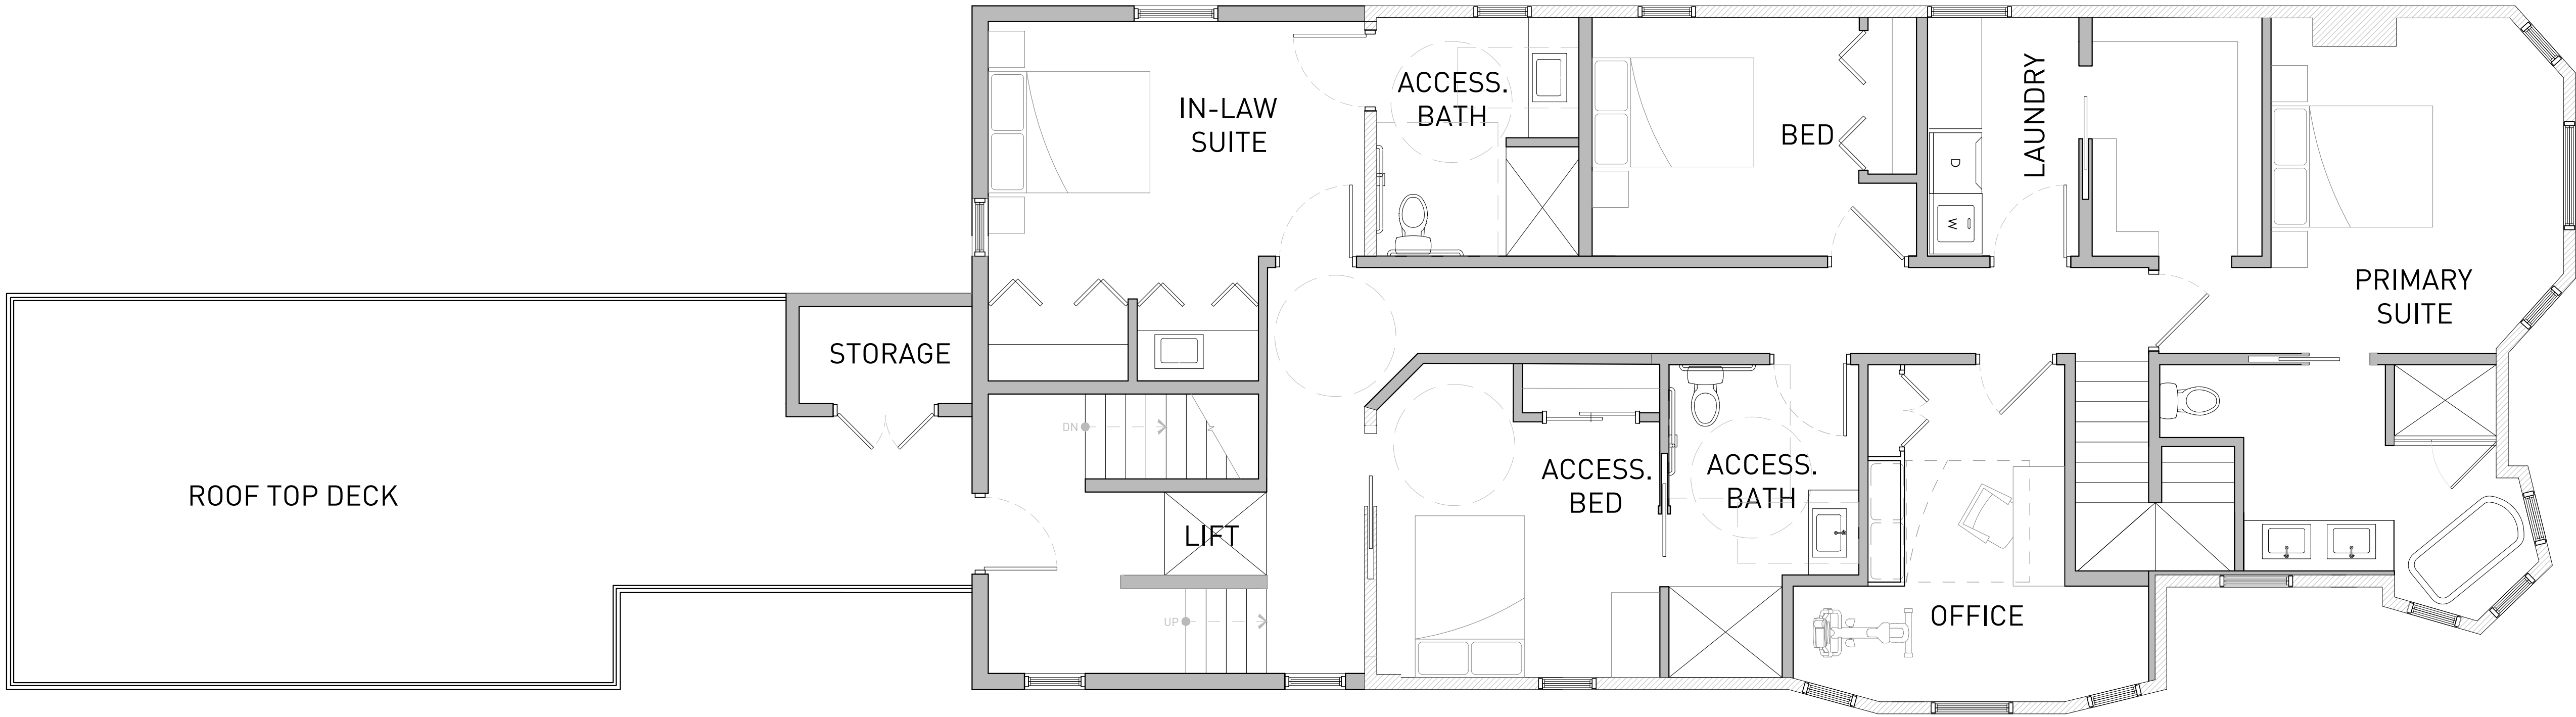 IN-LAW
SUITE
ACCESS.
BATH
BED
LAUNDRY
D
W
PRIMARY
SUITE
STORAGE
DN
ROOF TOP DECK
LIFT
UP
ACCESS.
BED
ACCESS.
BATH
OFFICE